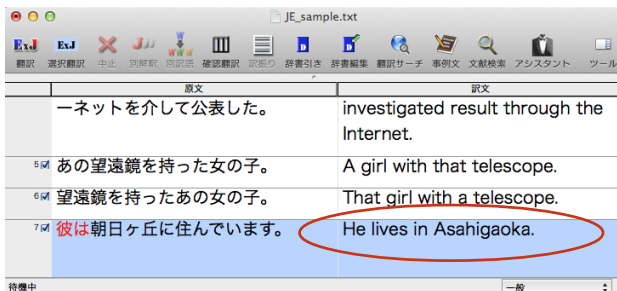 JE_sample.txt
ExJ ExJ
翻訳 選択翻訳 中止 別解釈 別訳語 確認翻訳 訳振り 辞書引き 辞書編集 翻訳サーチ 事例文 文献検索 アシスタント ツール
原文 訳文
ーネットを介して公表した。 investigated result through the
Internet.
5 あの望遠鏡を持った女の子。 A girl with that telescope.
6 望遠鏡を持ったあの女の子。 That girl with a telescope.
7 彼は朝日ヶ丘に住んでいます。 He lives in Asahigaoka.
待機中 一般